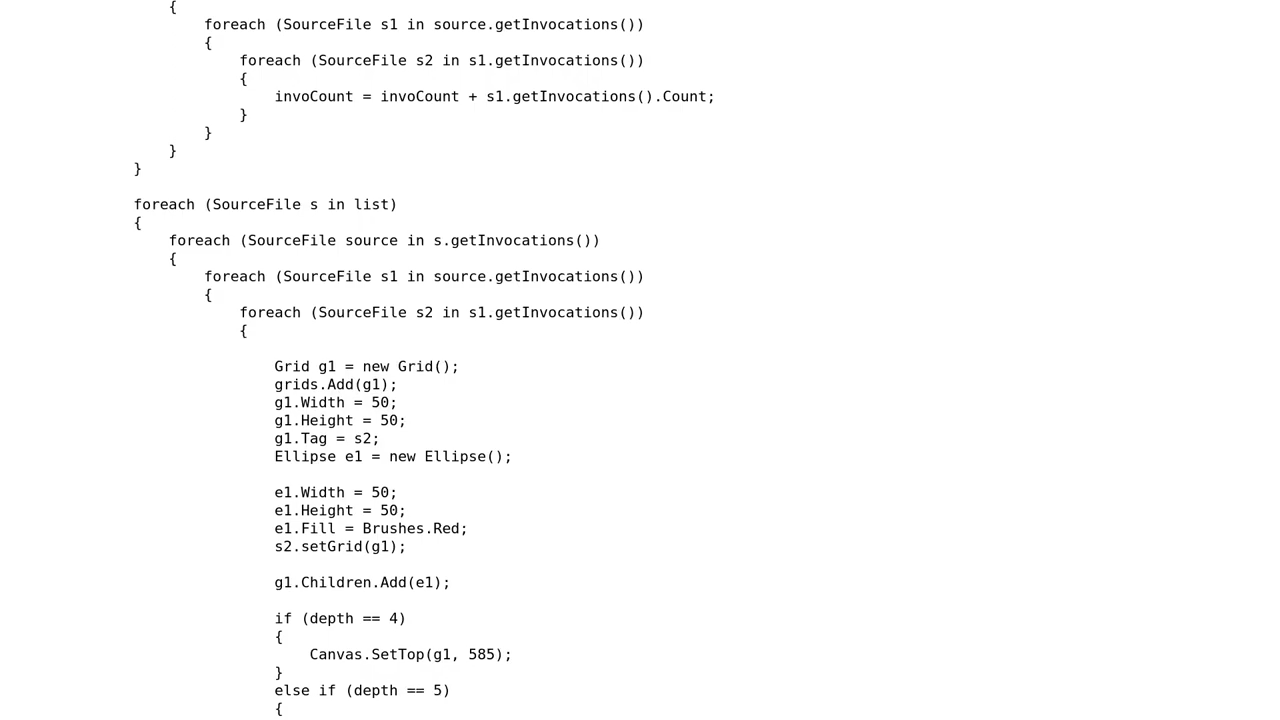 {
foreach (SourceFile s1 in source.getInvocations())
{
foreach (SourceFile s2 in s1.getInvocations())
{
invoCount = invoCount + s1.getInvocations().Count;
}
}
}
}
foreach (SourceFile s in list)
{
foreach (SourceFile source in s.getInvocations())
{
foreach (SourceFile s1 in source.getInvocations())
{
foreach (SourceFile s2 in s1.getInvocations())
{
Grid g1 = new Grid();
grids.Add(g1);
g1.Width = 50;
g1.Height = 50;
g1.Tag = s2;
Ellipse e1 = new Ellipse();
e1.Width = 50;
e1.Height = 50;
e1.Fill = Brushes.Red;
s2.setGrid(g1);
g1.Children.Add(e1);
if (depth == 4)
{
Canvas.SetTop(g1, 585);
}
else if (depth == 5)
{